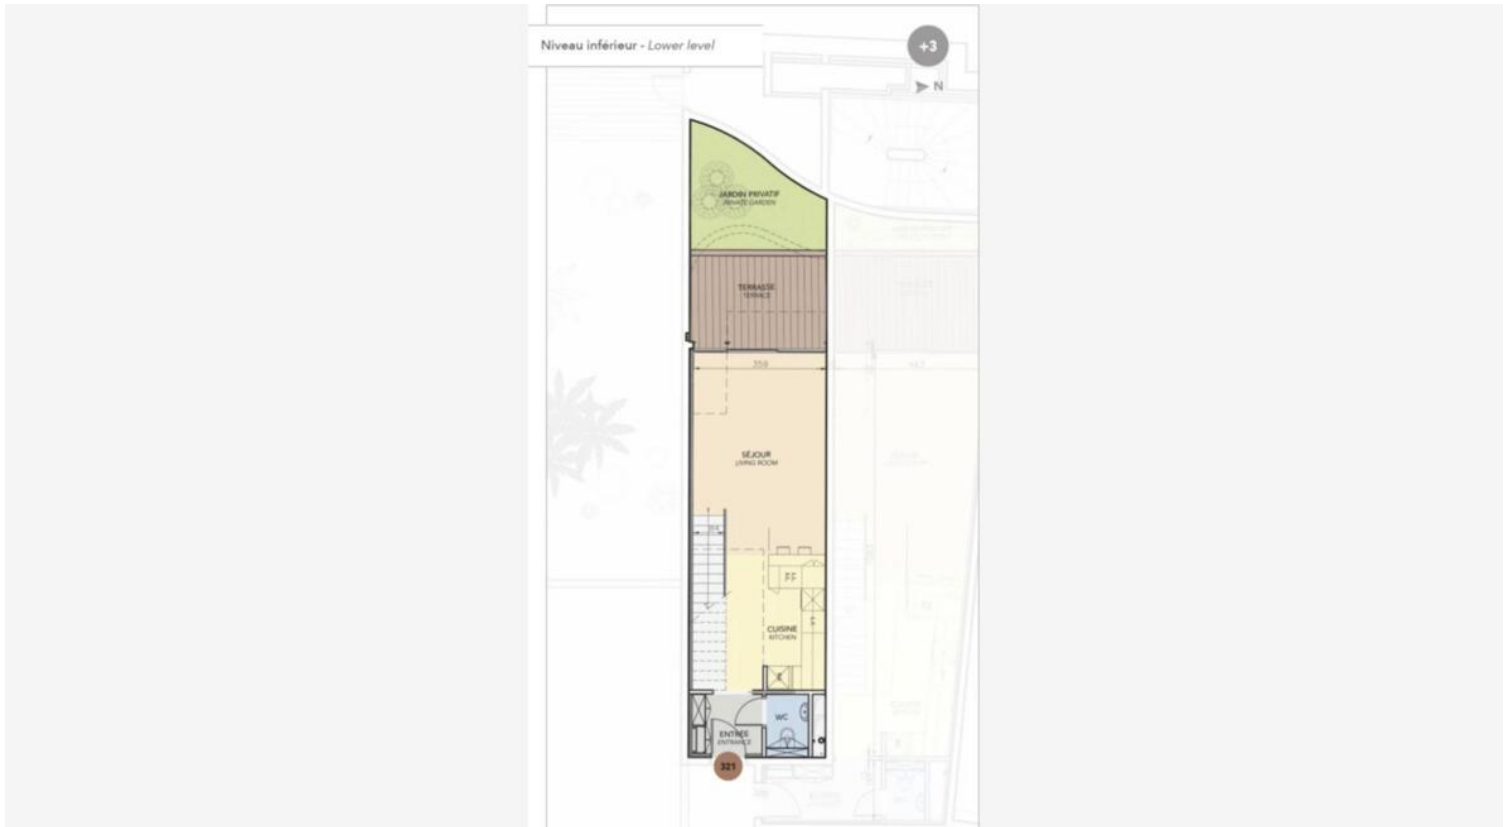 Niveau inférieur - Lower level
+3
N
JARDIN PRIVATIF
PRIVATE GARDEN
TERRASSE
TERRACE
359
SÉJOUR
LIVING ROOM
CUISINE
KITCHEN
WC
ENTRÉE
ENTRANCE
321